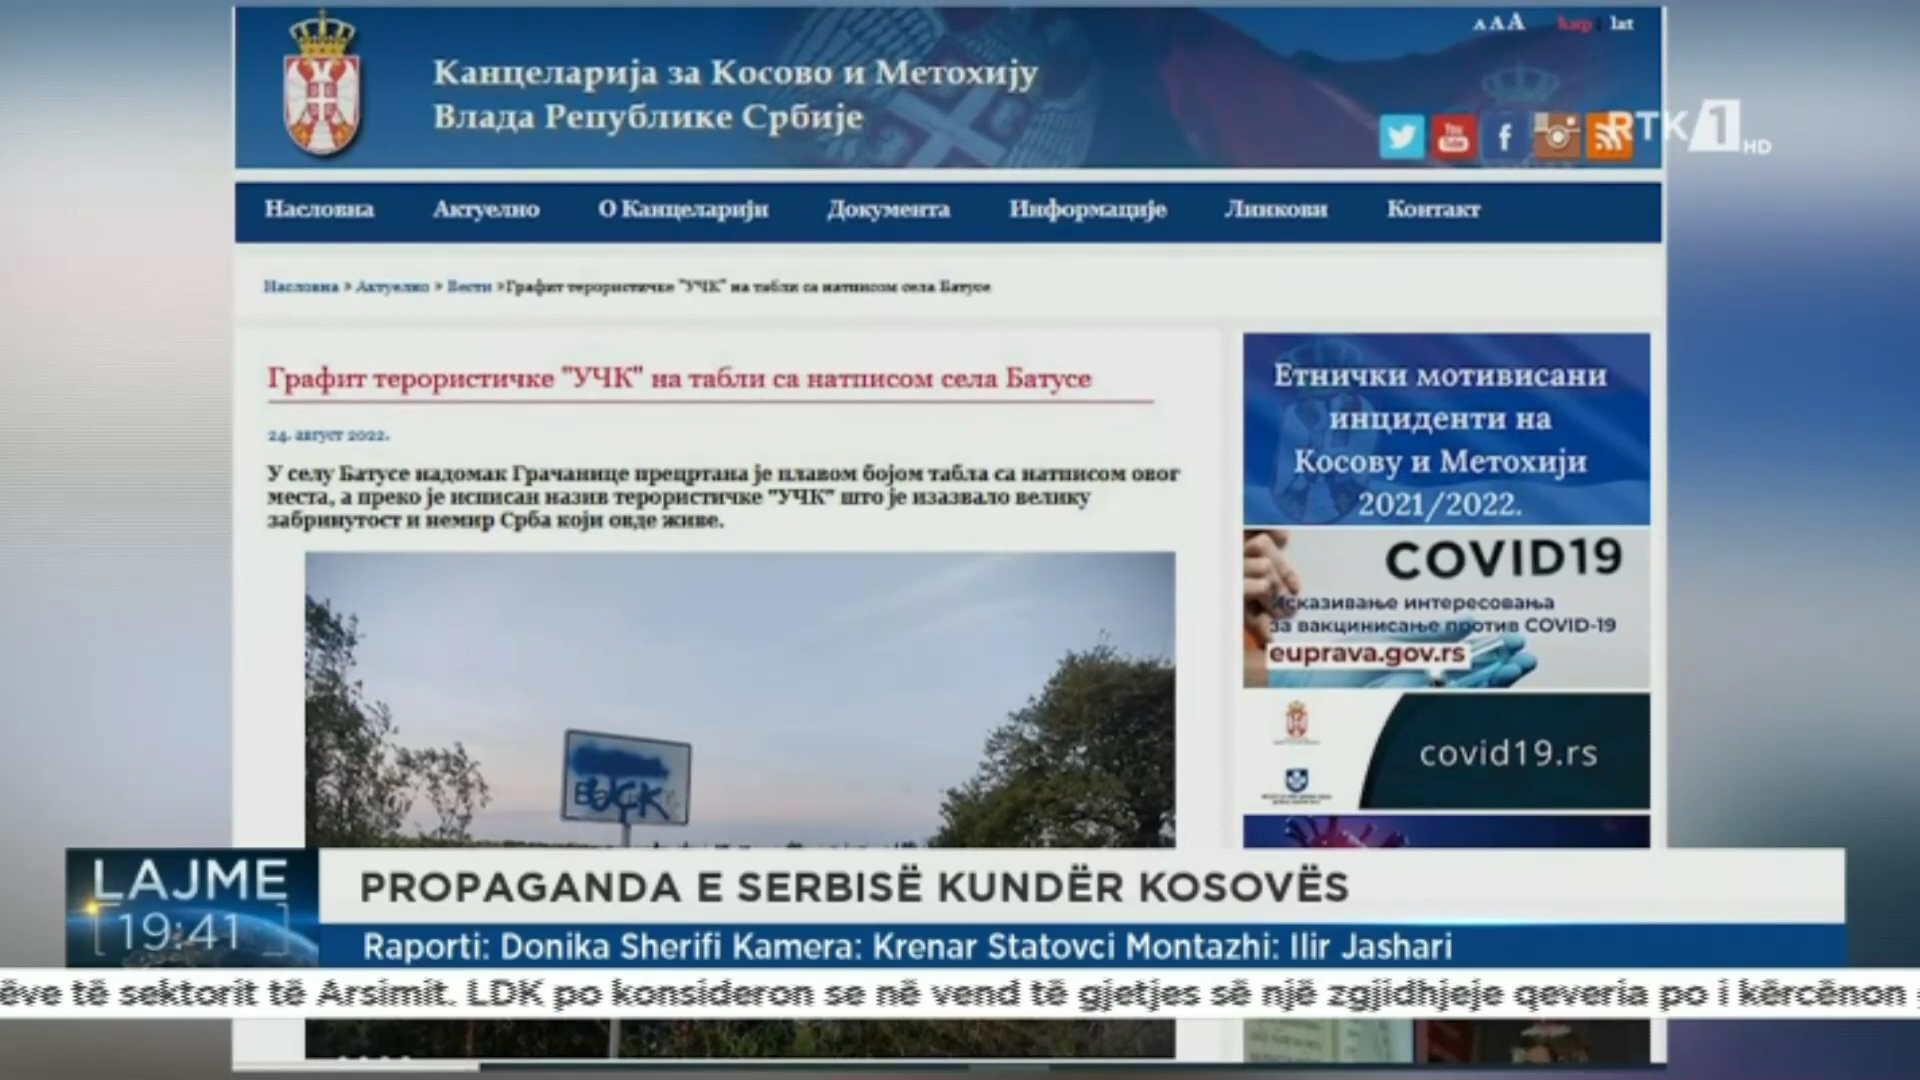 A A A ћир | lat
Канцеларија за Косово и Метохију
Влада Републике Србије
RTK 1 HD
Насловна Актуелно О Канцеларији Документа Информације Линкови Контакт
Насловна » Актуелно » Вести »Графит терористичке "УЧК" на табли са натписом села Батусе
Графит терористичке "УЧК" на табли са натписом села Батусе
24. август 2022.
У селу Батусе надомак Грачанице прецртана је плавом бојом табла са натписом овог
места, а преко је исписан назив терористичке "УЧК" што је изазвало велику
забринутост и немир Срба који овде живе.
UÇK
Етнички мотивисани
инциденти на
Косову и Метохији
2021/2022.
COVID19
Исказивање интересовања
за вакцинисање против COVID-19
euprava.gov.rs
covid19.rs
LAJME
19:41
PROPAGANDA E SERBISË KUNDËR KOSOVËS
Raporti: Donika Sherifi Kamera: Krenar Statovci Montazhi: Ilir Jashari
ëve të sektorit të Arsimit. LDK po konsideron se në vend të gjetjes së një zgjidhjeje qeveria po i kërcënon